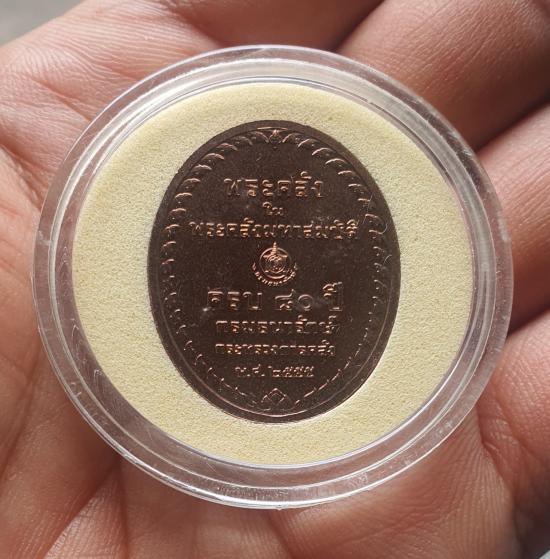 พระคลัง
ใน
พระคลังมหาสมบัติ
ครบ ๘๐ ปี
กรมธนารักษ์
กระทรวงการคลัง
พ.ศ.๒๕๕๕